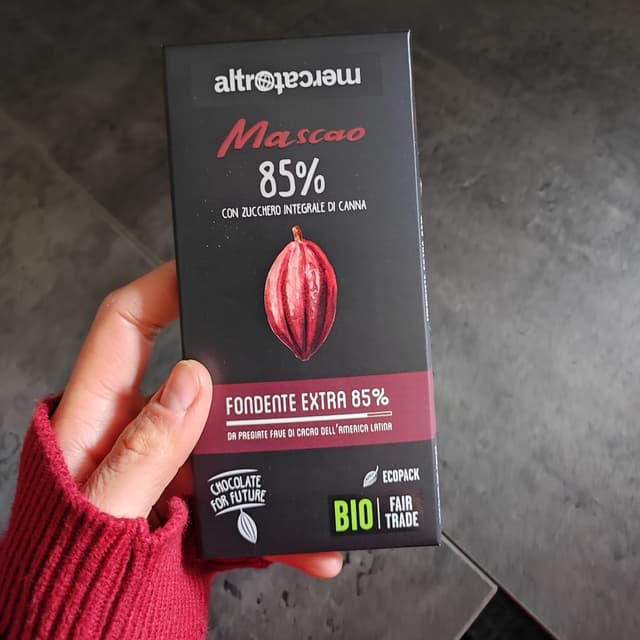 altromercato
Mascao
85%
CON ZUCCHERO INTEGRALE DI CANNA
FONDENTE EXTRA 85%
DA PREGIATE FAVE DI CACAO DELL'AMERICA LATINA
CHOCOLATE
FOR FUTURE
ECOPACK
BIO
FAIR
TRADE